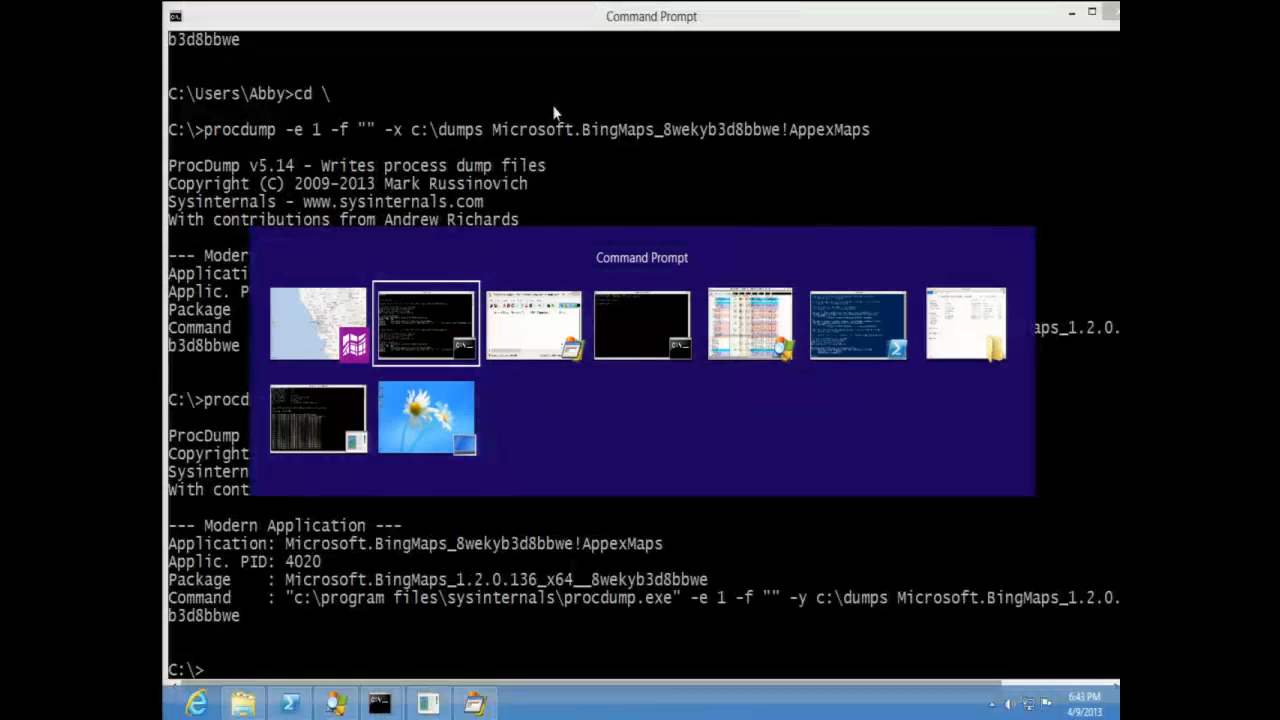 Command Prompt
b3d8bbwe
C:\Users\Abby>cd \
C:\>procdump -e 1 -f "" -x c:\dumps Microsoft.BingMaps_8wekyb3d8bbwe!AppexMaps
ProcDump v5.14 - Writes process dump files
Copyright (C) 2009-2013 Mark Russinovich
Sysinternals - www.sysinternals.com
With contributions from Andrew Richards
--- Moder
Command Prompt
Applicati
Applic. P
Package
Command aps_1.2.0.
b3d8bbwe
C:\>procd
ProcDump
Copyright
Sysintern
With cont
--- Modern Application ---
Application: Microsoft.BingMaps_8wekyb3d8bbwe!AppexMaps
Applic. PID: 4020
Package    : Microsoft.BingMaps_1.2.0.136_x64__8wekyb3d8bbwe
Command    : "c:\program files\sysinternals\procdump.exe" -e 1 -f "" -y c:\dumps Microsoft.BingMaps_1.2.0.
b3d8bbwe
C:\>
6:43 PM
4/9/2013